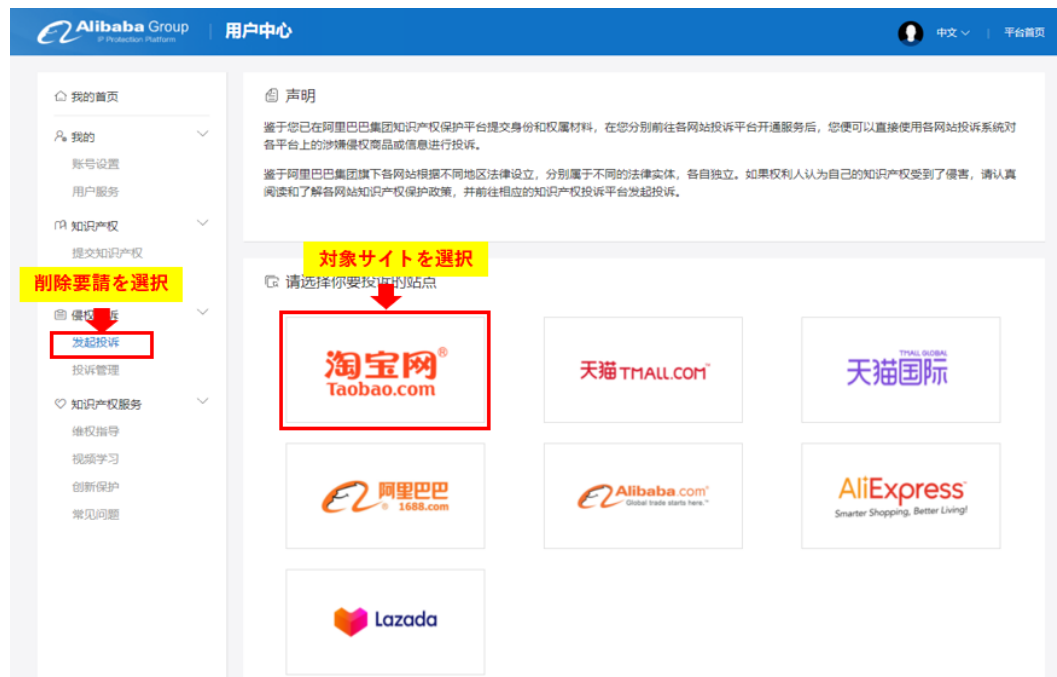 Alibaba Group
IP Protection Platform
用户中心
中文
平台首页
我的首页
我的
账号设置
用户服务
知识产权
提交知识产权
削除要請を選択
侵权投诉
发起投诉
投诉管理
知识产权服务
维权指导
视频学习
创新保护
常见问题
声明
鉴于您已在阿里巴巴集团知识产权保护平台提交身份和权属材料，在您分别前往各网站投诉平台开通服务后，您便可以直接使用各网站投诉系统对
各平台上的涉嫌侵权商品或信息进行投诉。
鉴于阿里巴巴集团旗下各网站根据不同地区法律设立，分别属于不同的法律实体，各自独立。如果权利人认为自己的知识产权受到了侵害，请认真
阅读和了解各网站知识产权保护政策，并前往相应的知识产权投诉平台发起投诉。
対象サイトを選択
请选择你要投诉的站点
淘宝网®
Taobao.com
天猫 TMALL.COM
TMALL GLOBAL
天猫国际
阿里巴巴
1688.com
Alibaba.com
Global trade starts here.™
AliExpress
Smarter Shopping, Better Living!
Lazada